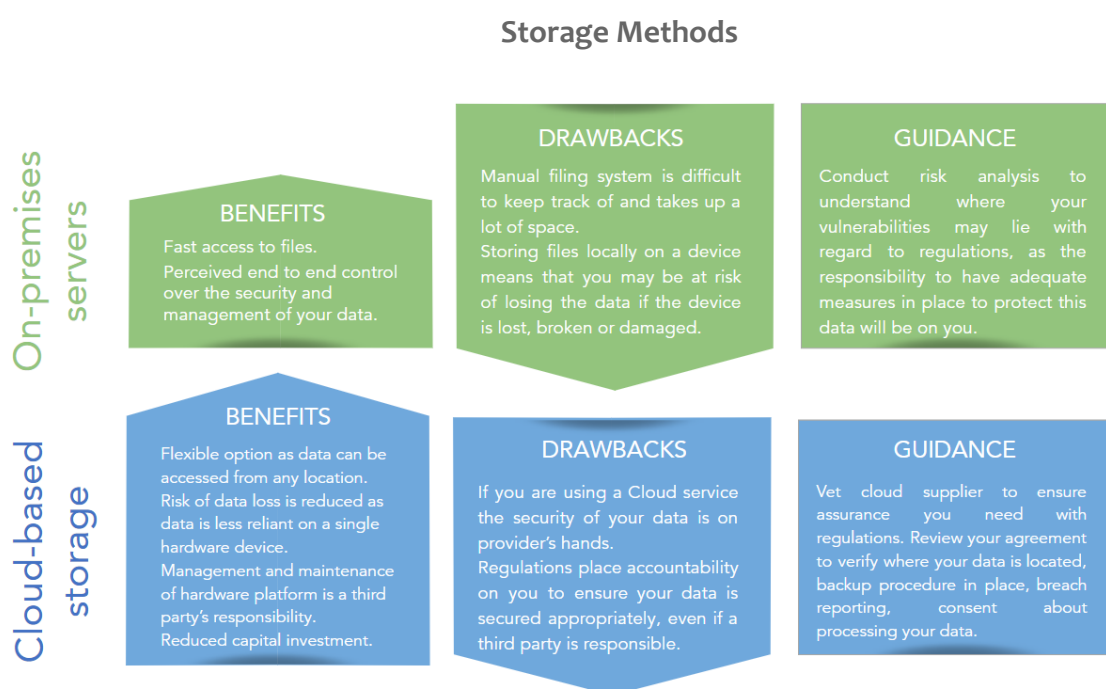 Storage Methods
On-premises
servers
BENEFITS
Fast access to files.
Perceived end to end control
over the security and
management of your data.
DRAWBACKS
Manual filing system is difficult
to keep track of and takes up a
lot of space.
Storing files locally on a device
means that you may be at risk
of losing the data if the device
is lost, broken or damaged.
GUIDANCE
Conduct risk analysis to
understand where your
vulnerabilities may lie with
regard to regulations, as the
responsibility to have adequate
measures in place to protect this
data will be on you.
Cloud-based
storage
BENEFITS
Flexible option as data can be
accessed from any location.
Risk of data loss is reduced as
data is less reliant on a single
hardware device.
Management and maintenance
of hardware platform is a third
party's responsibility.
Reduced capital investment.
DRAWBACKS
If you are using a Cloud service
the security of your data is on
provider's hands.
Regulations place accountability
on you to ensure your data is
secured appropriately, even if a
third party is responsible.
GUIDANCE
Vet cloud supplier to ensure
assurance you need with
regulations. Review your agreement
to verify where your data is located,
backup procedure in place, breach
reporting, consent about
processing your data.